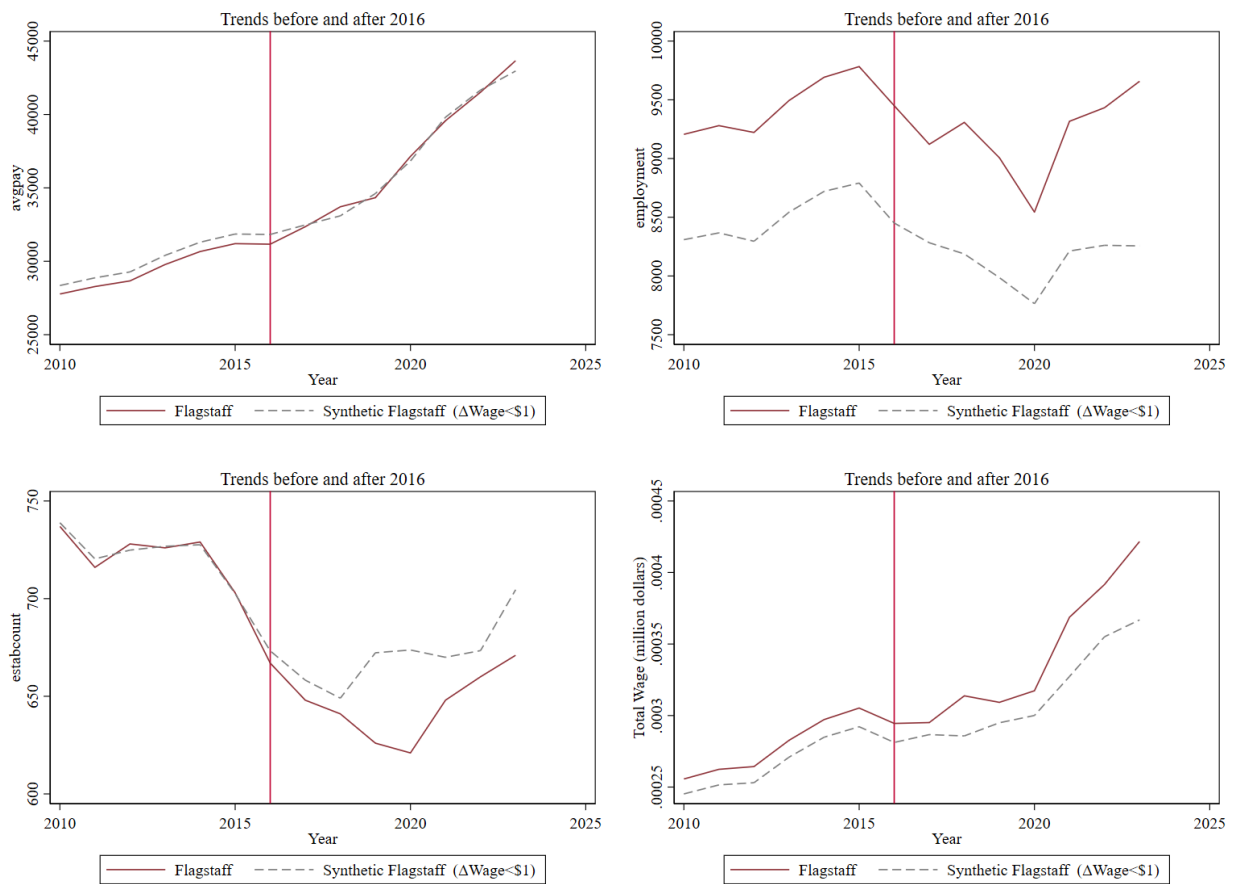 Trends before and after 2016
45000
40000
35000
30000
25000
avgpay
2010
2015
2020
2025
Year
Flagstaff
Synthetic Flagstaff (ΔWage<$1)
Trends before and after 2016
10000
9500
9000
8500
8000
7500
employment
2010
2015
2020
2025
Year
Flagstaff
Synthetic Flagstaff (ΔWage<$1)
Trends before and after 2016
750
700
650
600
estabcount
2010
2015
2020
2025
Year
Flagstaff
Synthetic Flagstaff (ΔWage<$1)
Trends before and after 2016
.00045
.0004
.00035
.0003
.00025
Total Wage (million dollars)
2010
2015
2020
2025
Year
Flagstaff
Synthetic Flagstaff (ΔWage<$1)